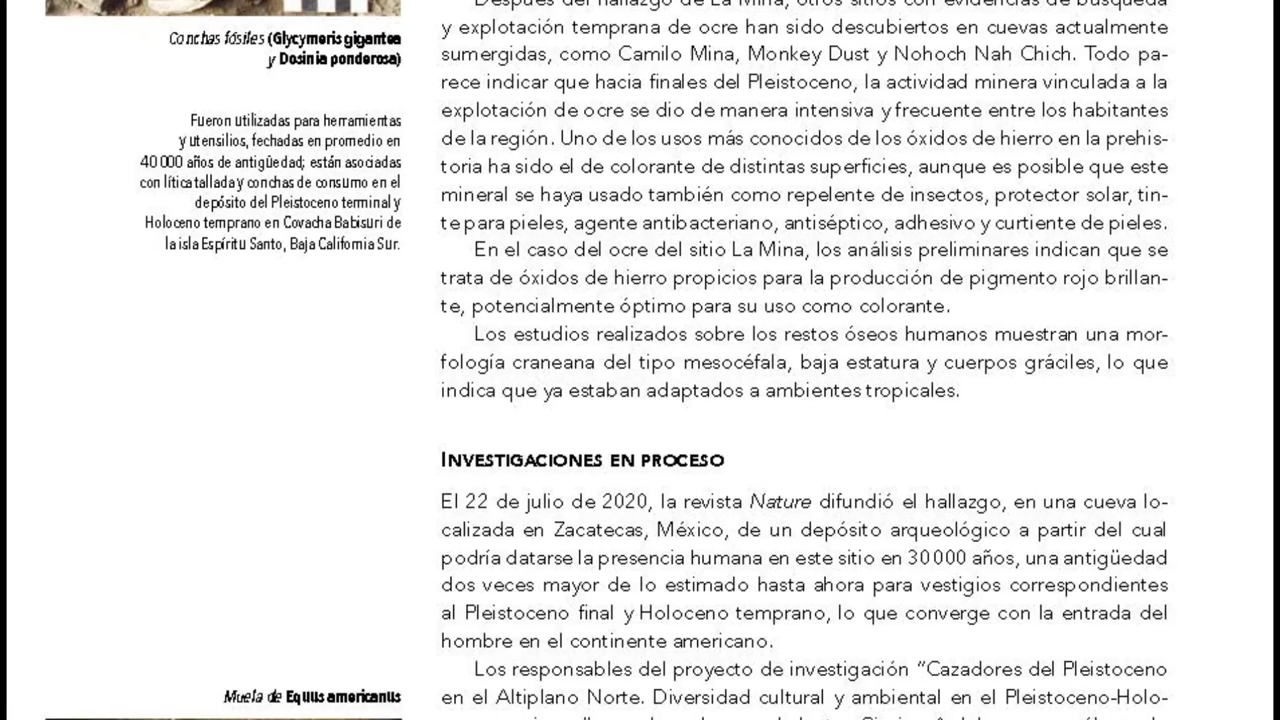 Conchas fósiles (Glycymeris gigantea
y Dosinia ponderosa)
Fueron utilizadas para herramientas
y utensilios, fechadas en promedio en
40 000 años de antigüedad; están asociadas
con lítica tallada y conchas de consumo en el
depósito del Pleistoceno terminal y
Holoceno temprano en Covacha Babisuri de
la isla Espíritu Santo, Baja California Sur.
Muela de Equus americanus
Después del hallazgo de La Mina, otros sitios con evidencias de búsqueda
y explotación temprana de ocre han sido descubiertos en cuevas actualmente
sumergidas, como Camilo Mina, Monkey Dust y Nohoch Nah Chich. Todo pa-
rece indicar que hacia finales del Pleistoceno, la actividad minera vinculada a la
explotación de ocre se dio de manera intensiva y frecuente entre los habitantes
de la región. Uno de los usos más conocidos de los óxidos de hierro en la prehis-
toria ha sido el de colorante de distintas superficies, aunque es posible que este
mineral se haya usado también como repelente de insectos, protector solar, tin-
te para pieles, agente antibacteriano, antiséptico, adhesivo y curtiente de pieles.
En el caso del ocre del sitio La Mina, los análisis preliminares indican que se
trata de óxidos de hierro propicios para la producción de pigmento rojo brillan-
te, potencialmente óptimo para su uso como colorante.
Los estudios realizados sobre los restos óseos humanos muestran una mor-
fología craneana del tipo mesocéfala, baja estatura y cuerpos gráciles, lo que
indica que ya estaban adaptados a ambientes tropicales.
INVESTIGACIONES EN PROCESO
El 22 de julio de 2020, la revista Nature difundió el hallazgo, en una cueva lo-
calizada en Zacatecas, México, de un depósito arqueológico a partir del cual
podría datarse la presencia humana en este sitio en 30 000 años, una antigüedad
dos veces mayor de lo estimado hasta ahora para vestigios correspondientes
al Pleistoceno final y Holoceno temprano, lo que converge con la entrada del
hombre en el continente americano.
Los responsables del proyecto de investigación “Cazadores del Pleistoceno
en el Altiplano Norte. Diversidad cultural y ambiental en el Pleistoceno-Holo-